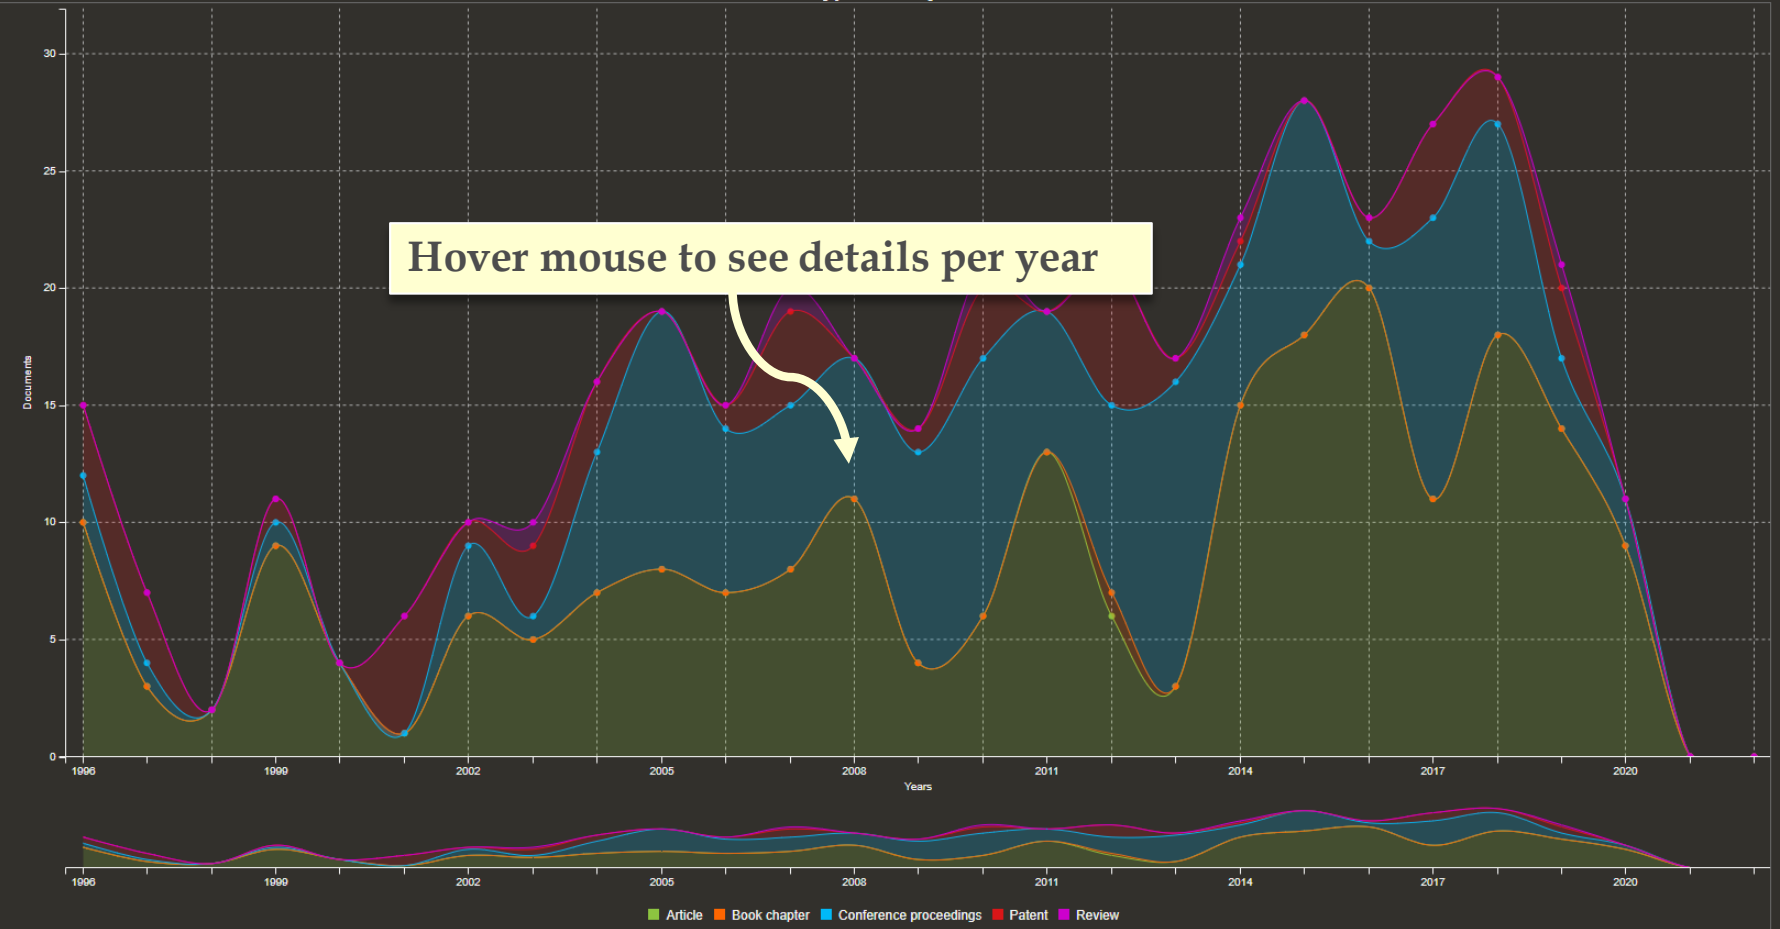 30
25
20
15
10
5
0
Documents
Hover mouse to see details per year
1996 1999 2002 2005 2008 2011 2014 2017 2020
Years
1996 1999 2002 2005 2008 2011 2014 2017 2020
Article Book chapter Conference proceedings Patent Review